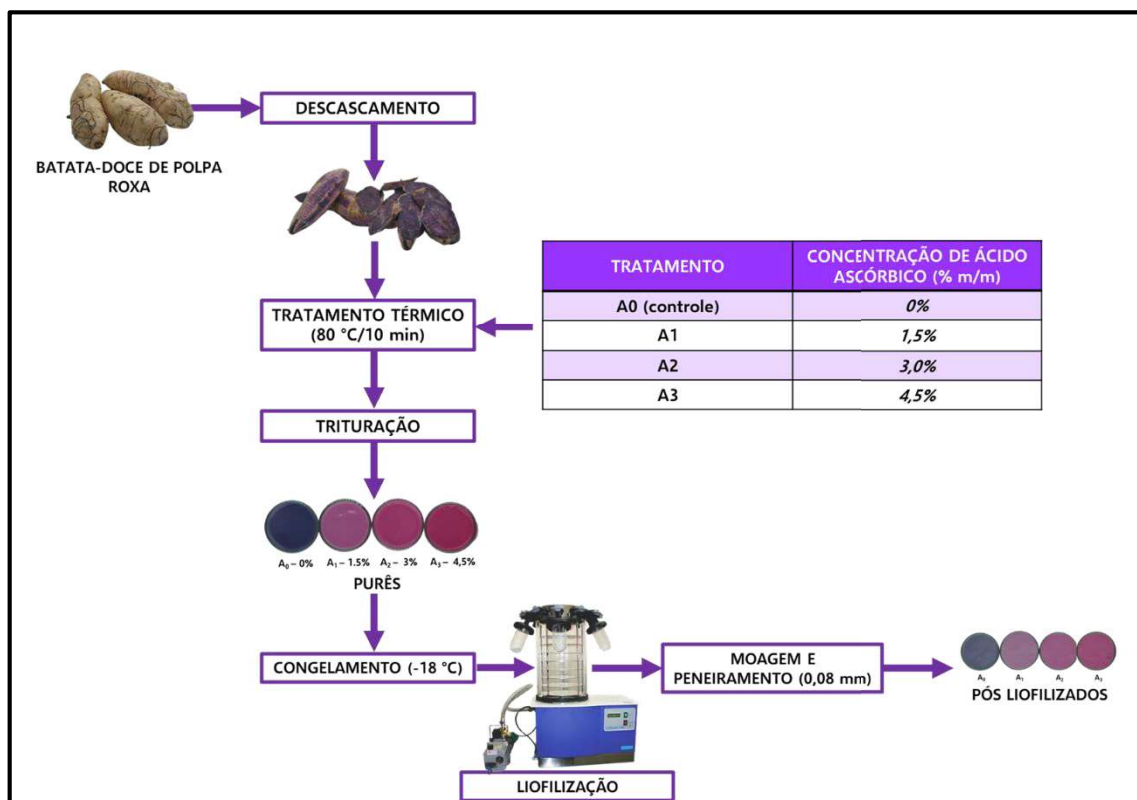 DESCASCAMENTO
BATATA-DOCE DE POLPA
ROXA
TRATAMENTO
CONCENTRAÇÃO DE ÁCIDO
ASCÓRBICO (% m/m)
A0 (controle)
0%
A1
1,5%
A2
3,0%
A3
4,5%
TRATAMENTO TÉRMICO
(80 °C/10 min)
TRITURAÇÃO
A₀ – 0%
A₁ – 1.5%
A₂ – 3%
A₃ – 4,5%
PURÊS
CONGELAMENTO (-18 °C)
LIOFILIZAÇÃO
MOAGEM E
PENEIRAMENTO (0,08 mm)
A₀
A₁
A₂
A₃
PÓS LIOFILIZADOS